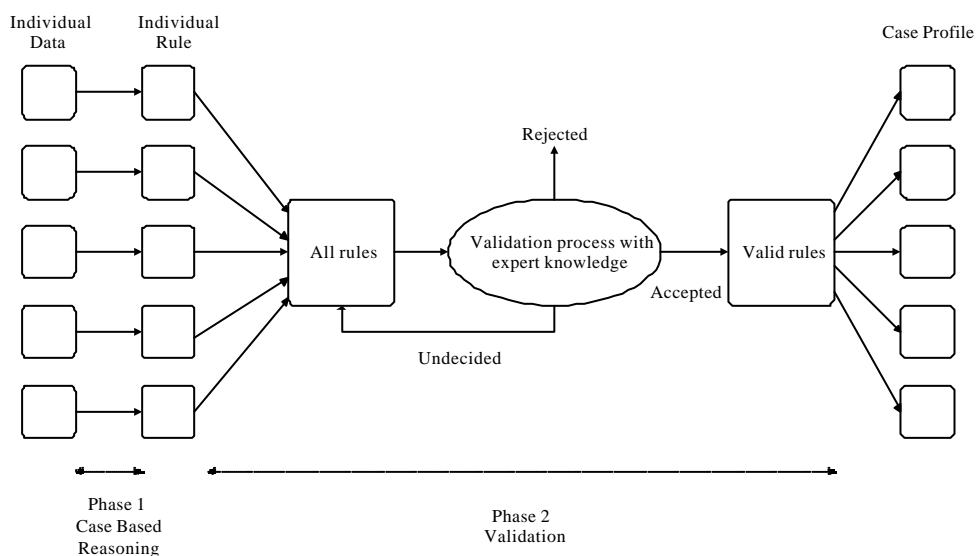 Individual
Data
Individual
Rule
Case Profile
Rejected
All rules
Validation process with
expert knowledge
Accepted
Valid rules
Undecided
Phase 1
Case Based
Reasoning
Phase 2
Validation